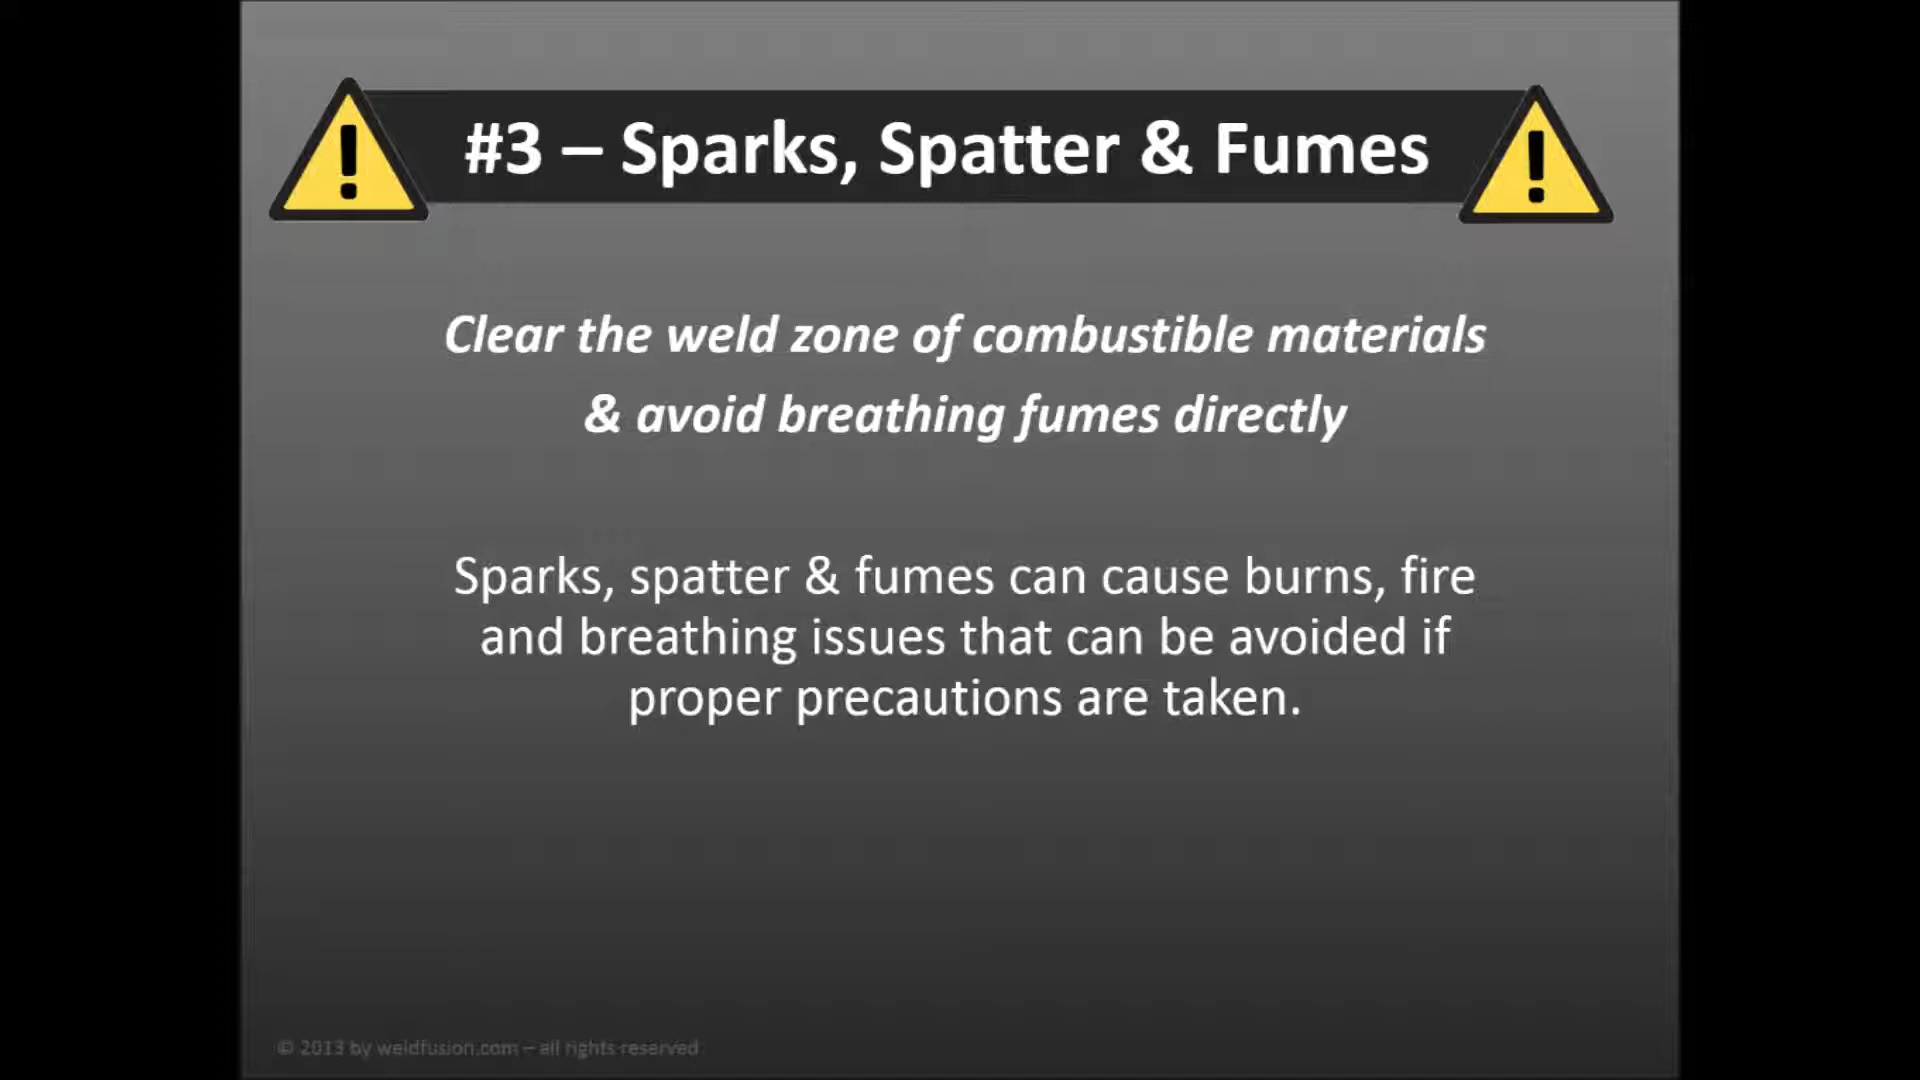 #3 – Sparks, Spatter & Fumes
Clear the weld zone of combustible materials
& avoid breathing fumes directly
Sparks, spatter & fumes can cause burns, fire
and breathing issues that can be avoided if
proper precautions are taken.
© 2013 by weldfusion.com – all rights reserved